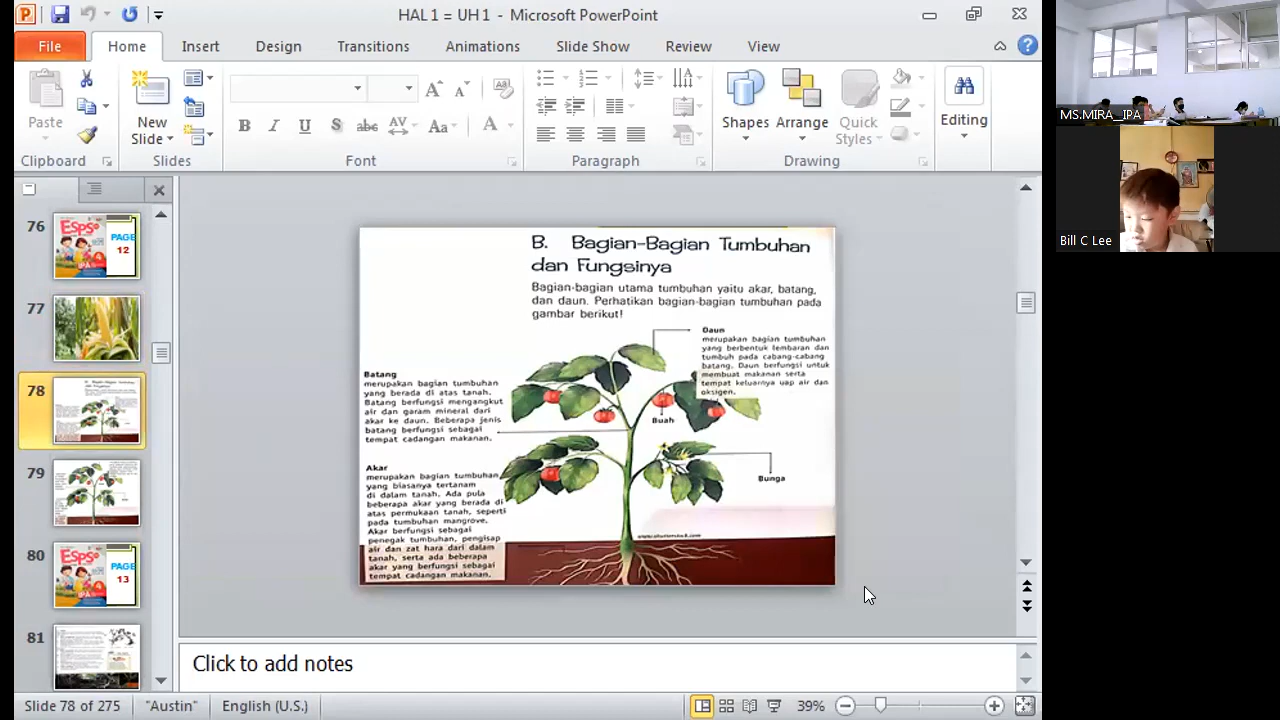 HAL 1 = UH 1 - Microsoft PowerPoint
File Home Insert Design Transitions Animations Slide Show Review View
Paste
New Slide
Shapes Arrange Quick Styles Editing
B I U S abc AV Aa A
Clipboard Slides Font Paragraph Drawing
MS.MIRA_IPA
Bill C Lee
76
ESPS
PAGE
12
IPA
77
78
79
80
ESPS
PAGE
13
IPA
81
B. Bagian-Bagian Tumbuhan
dan Fungsinya
Bagian-bagian utama tumbuhan yaitu akar, batang,
dan daun. Perhatikan bagian-bagian tumbuhan pada
gambar berikut!
Daun
merupakan bagian tumbuhan
yang berbentuk lembaran dan
tumbuh pada cabang-cabang
batang. Daun berfungsi untuk
membuat makanan serta
tempat keluarnya uap air dan
oksigen.
Batang
merupakan bagian tumbuhan
yang berada di atas tanah.
Batang berfungsi mengangkut
air dan garam mineral dari
akar ke daun. Beberapa jenis
batang berfungsi sebagai
tempat cadangan makanan.
Buah
Bunga
Akar
merupakan bagian tumbuhan
yang biasanya tertanam
di dalam tanah. Ada pula
beberapa akar yang berada di
atas permukaan tanah, seperti
pada tumbuhan mangrove.
Akar berfungsi sebagai
penegak tumbuhan, pengisap
air dan zat hara dari dalam
tanah, serta ada beberapa
akar yang berfungsi sebagai
tempat cadangan makanan.
Click to add notes
Slide 78 of 275 "Austin" English (U.S.) 39%